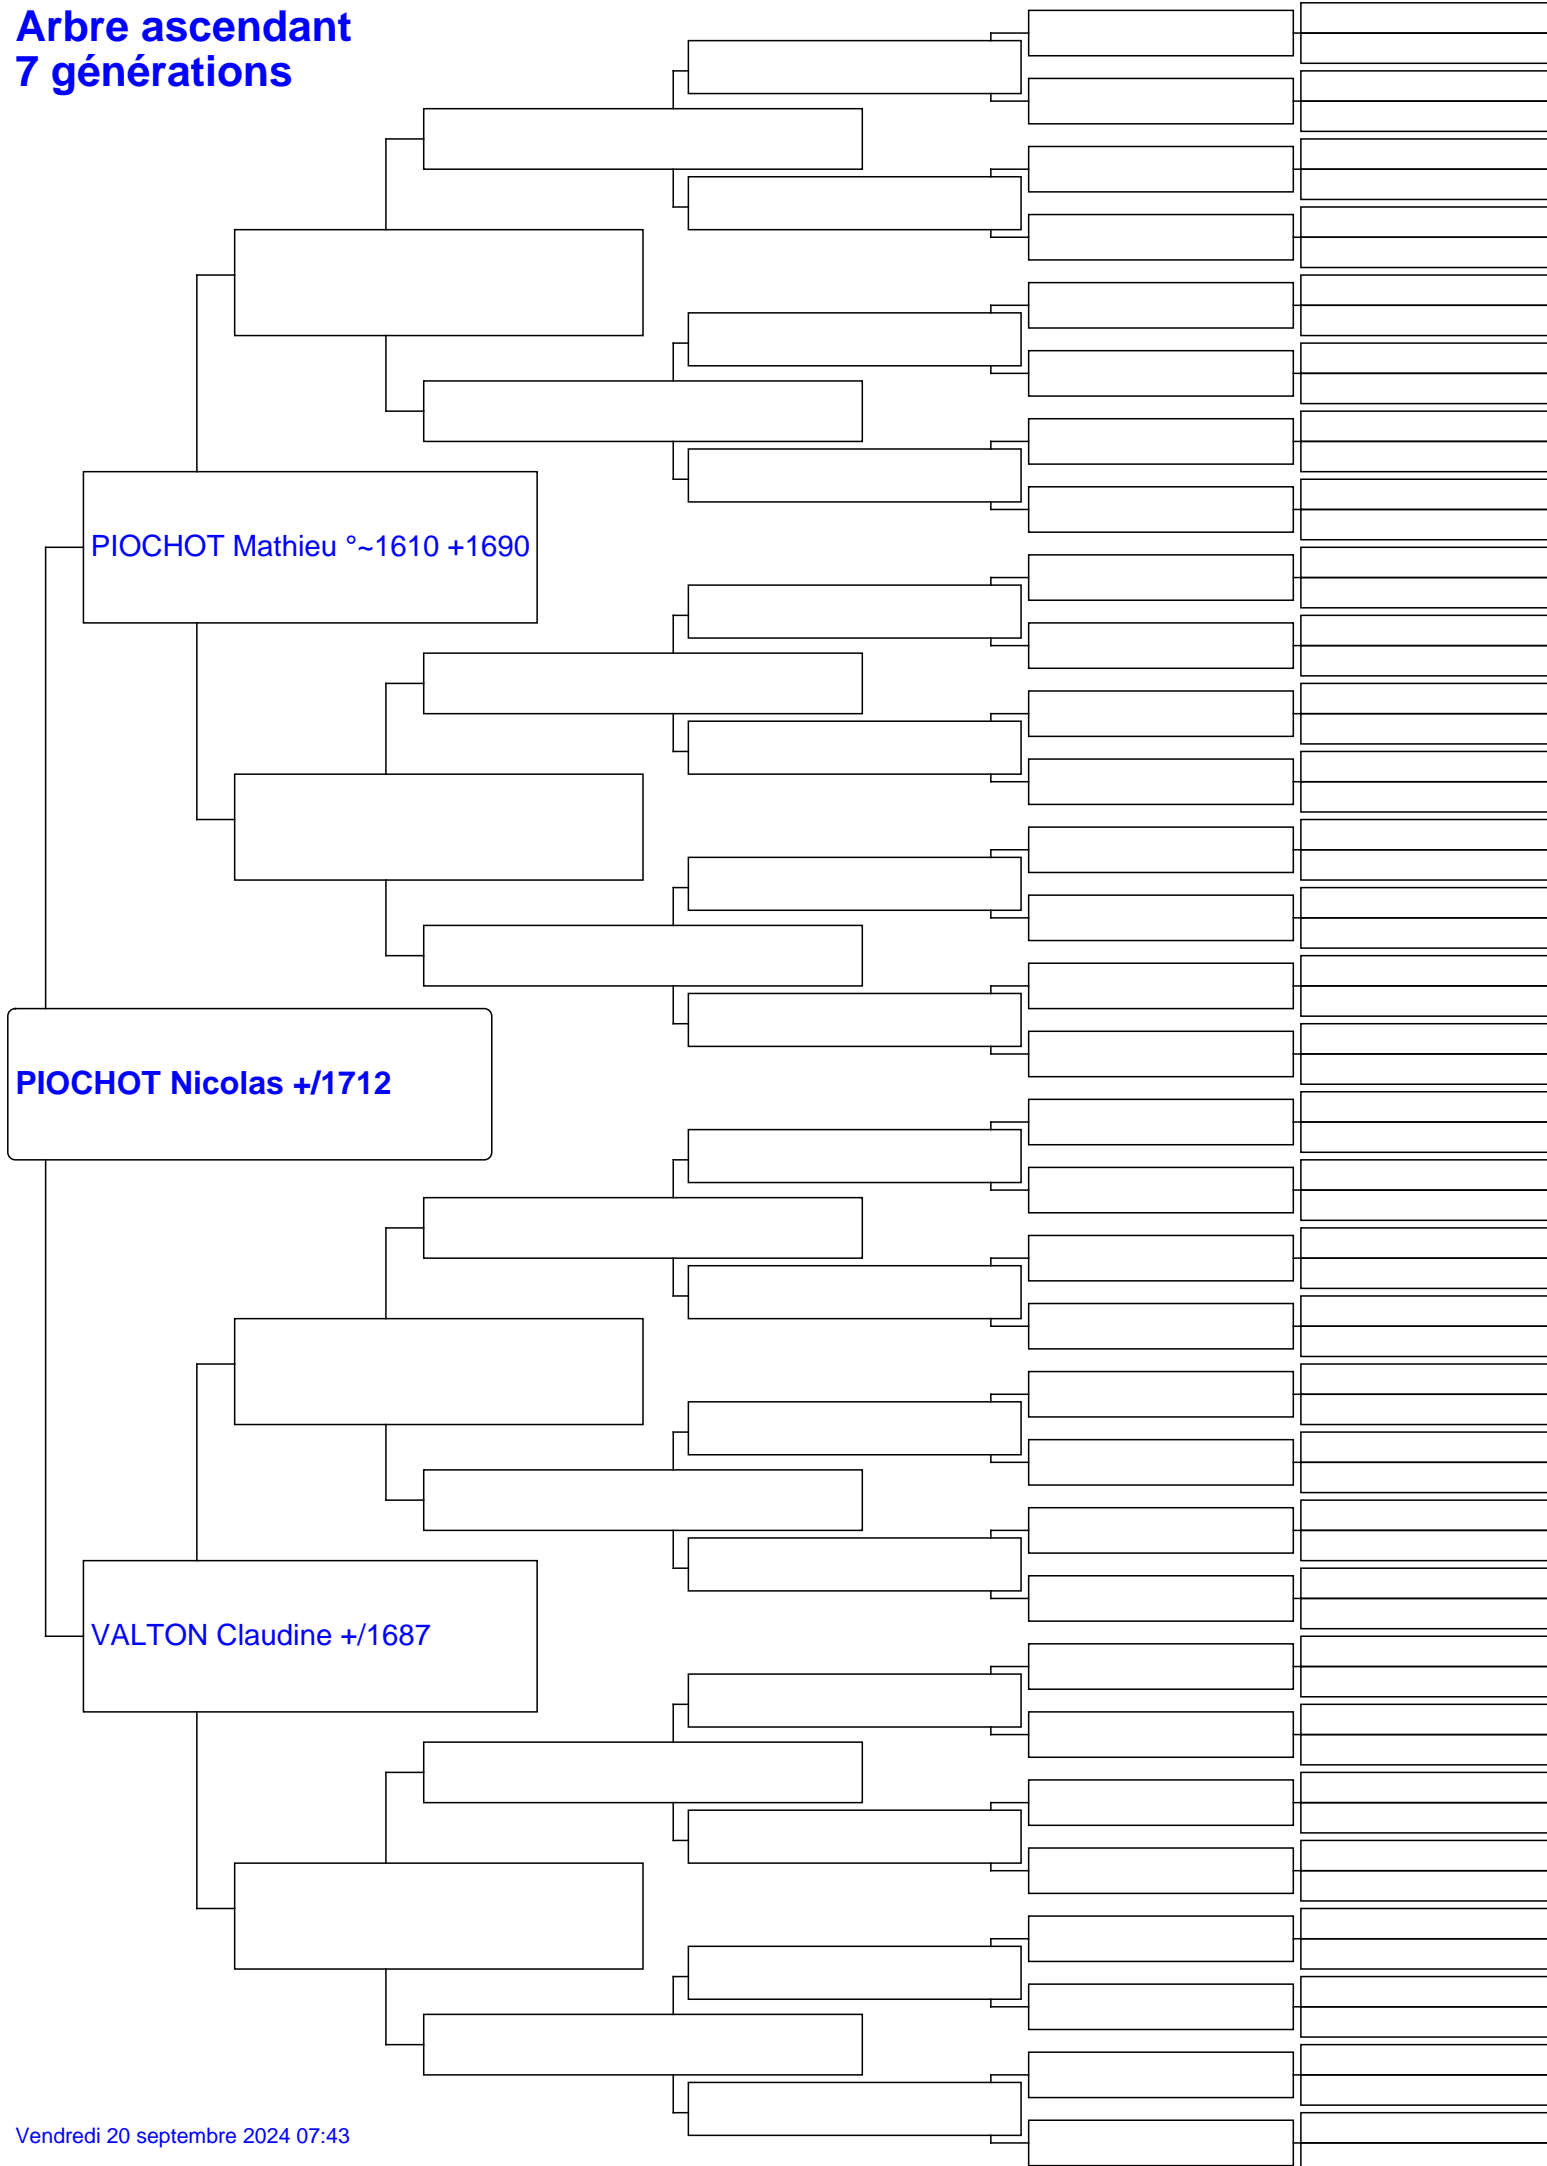 Arbre ascendant
7 générations
PIOCHOT Mathieu °~1610 +1690
PIOCHOT Nicolas +/1712
VALTON Claudine +/1687
Vendredi 20 septembre 2024 07:43